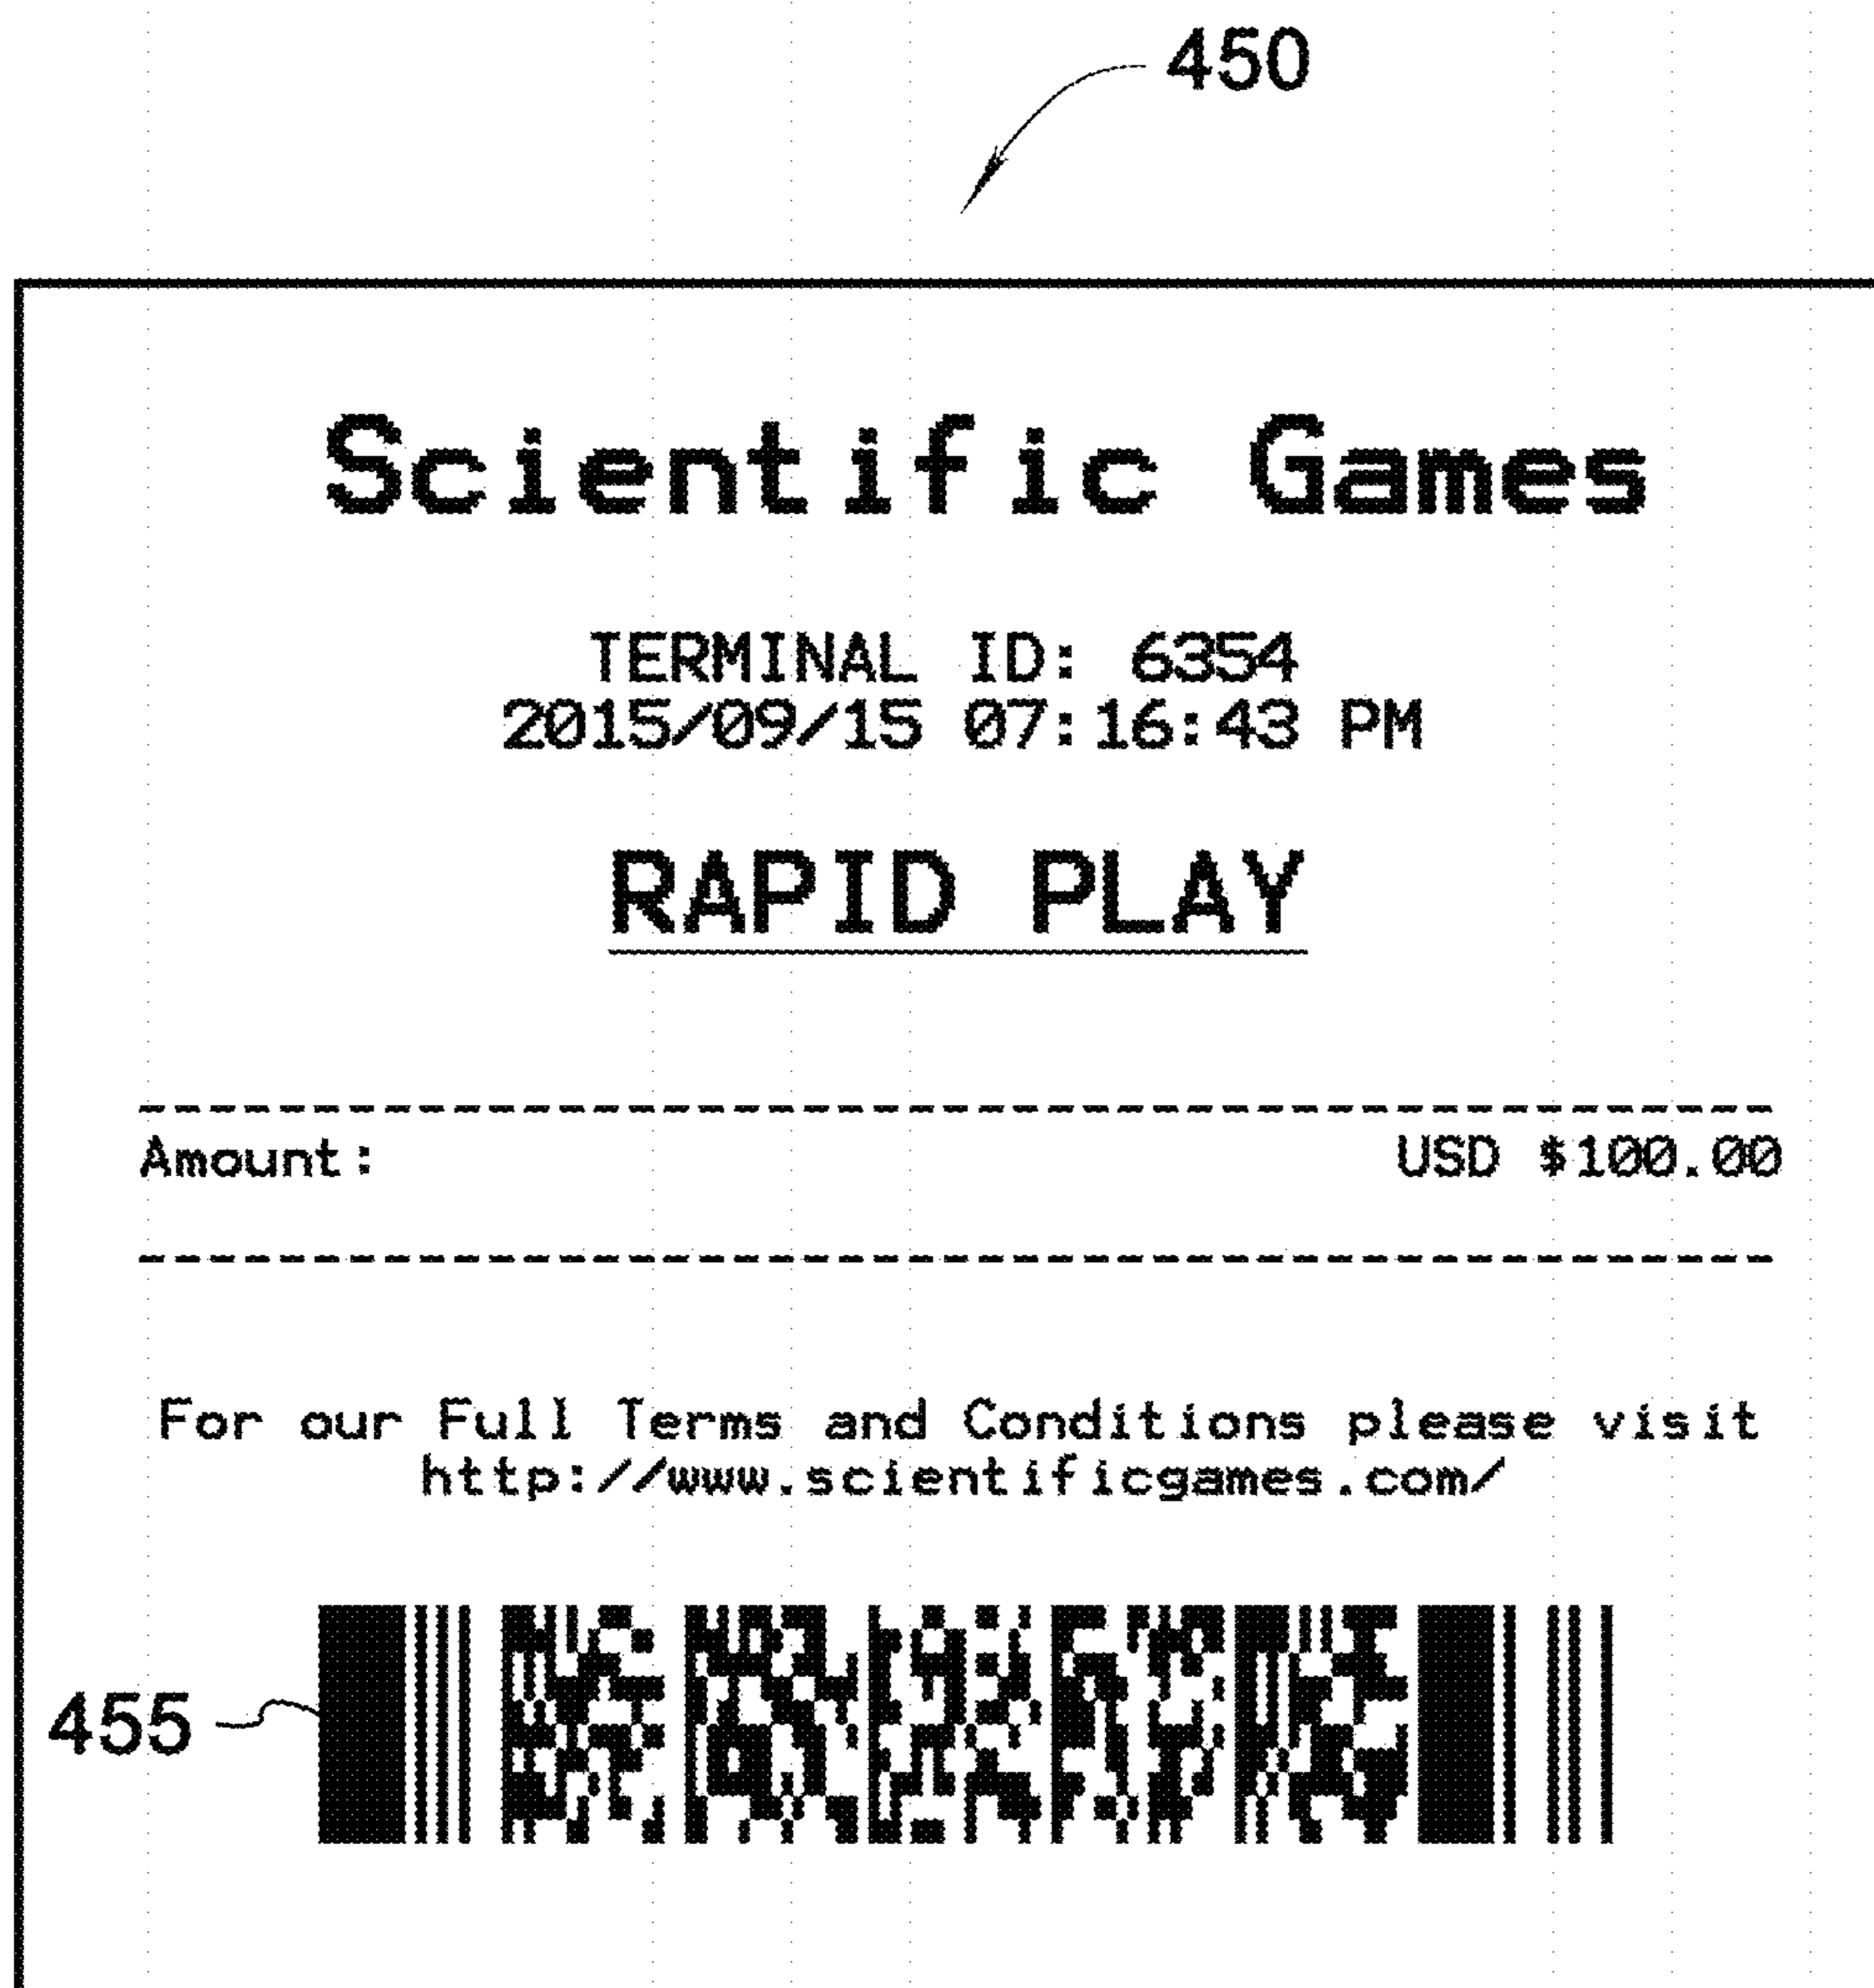 450
Scientific Games
TERMINAL ID: 6354
2015/09/15 07:16:43 PM
RAPID PLAY
Amount: USD $100.00
For our Full Terms and Conditions please visit
http://www.scientificgames.com/
455